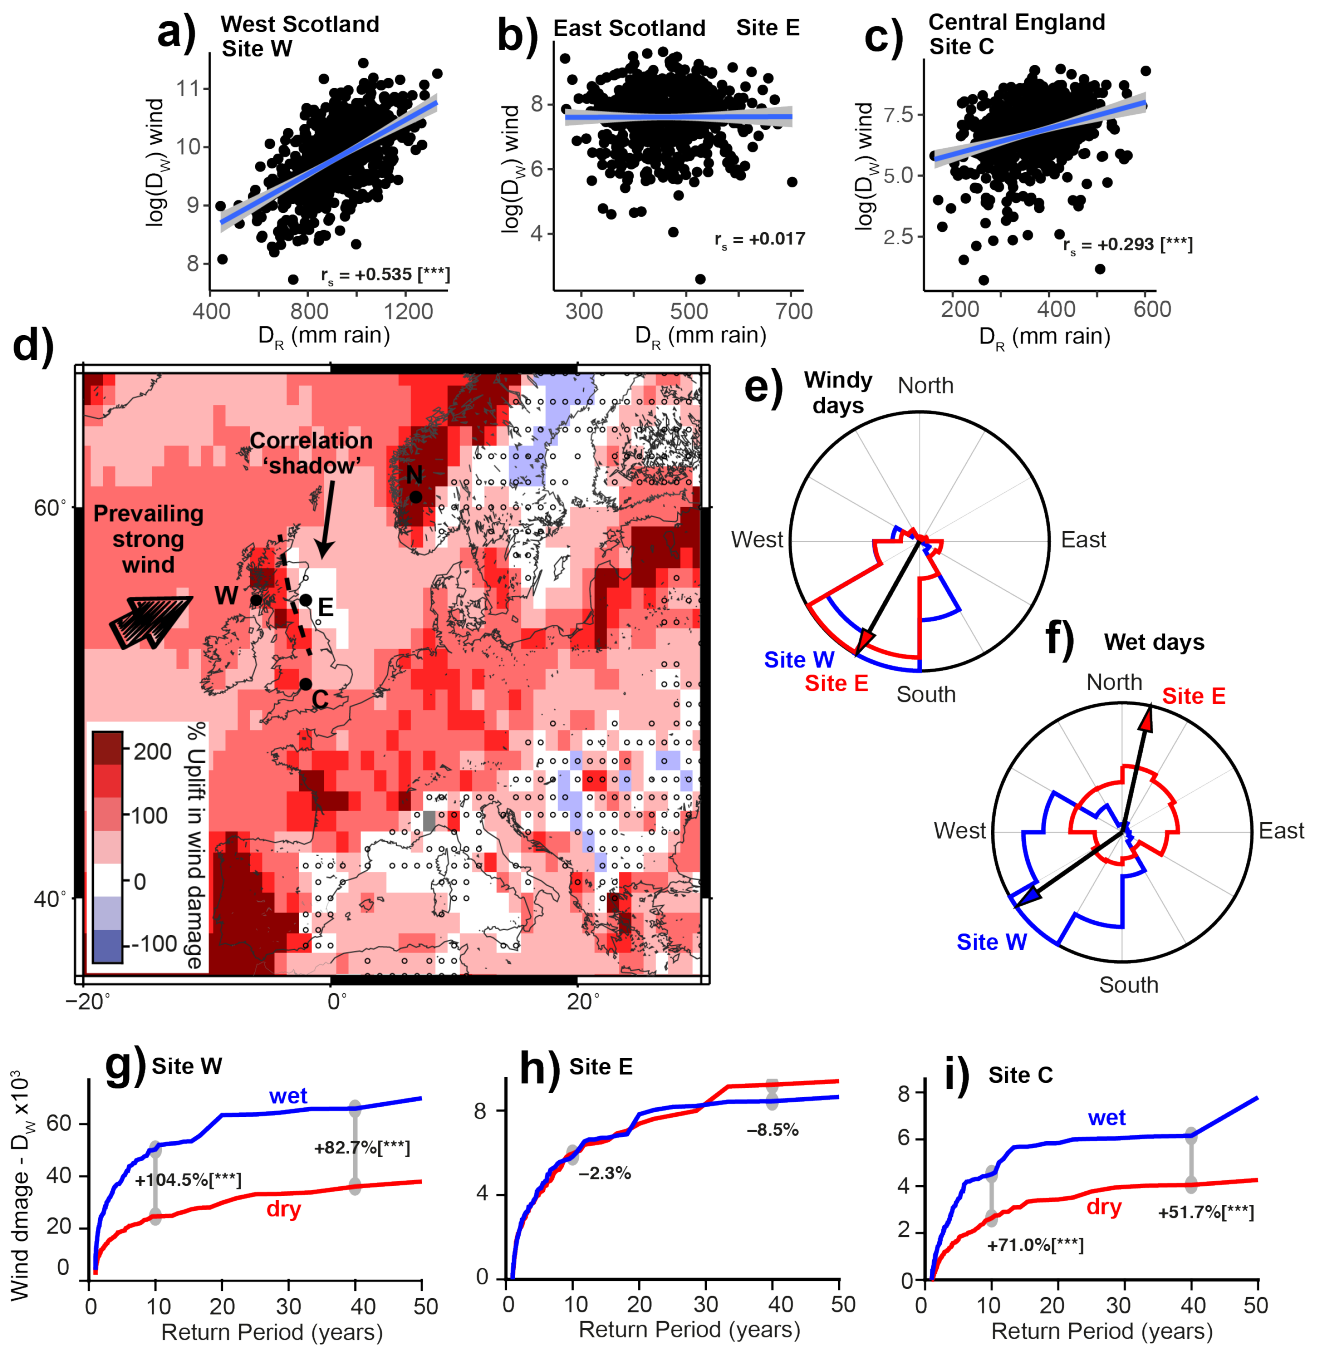 a) West Scotland
Site W
log(D_W) wind
11
10
9
8
r_s = +0.535 [***]
400 800 1200
D_R (mm rain)
b) East Scotland Site E
log(D_W) wind
8
6
4
r_s = +0.017
300 500 700
D_R (mm rain)
c) Central England
Site C
log(D_W) wind
7.5
5.0
2.5
r_s = +0.293 [***]
200 400 600
D_R (mm rain)
d)
Correlation
'shadow'
N
60°
Prevailing
strong
wind
W
E
C
% Uplift in wind damage
200
100
0
-100
40°
−20° 0° 20°
e) Windy
days
North
West
East
South
Site W
Site E
f) Wet days
North
Site E
West
East
Site W
South
g) Site W
Wind dmage - D_W x10³
60
40
20
0
wet
+82.7%[***]
+104.5%[***]
dry
0 10 20 30 40 50
Return Period (years)
h) Site E
8
4
0
−8.5%
−2.3%
0 10 20 30 40 50
Return Period (years)
i) Site C
8
6
4
2
0
wet
dry
+51.7%[***]
+71.0%[***]
0 10 20 30 40 50
Return Period (years)